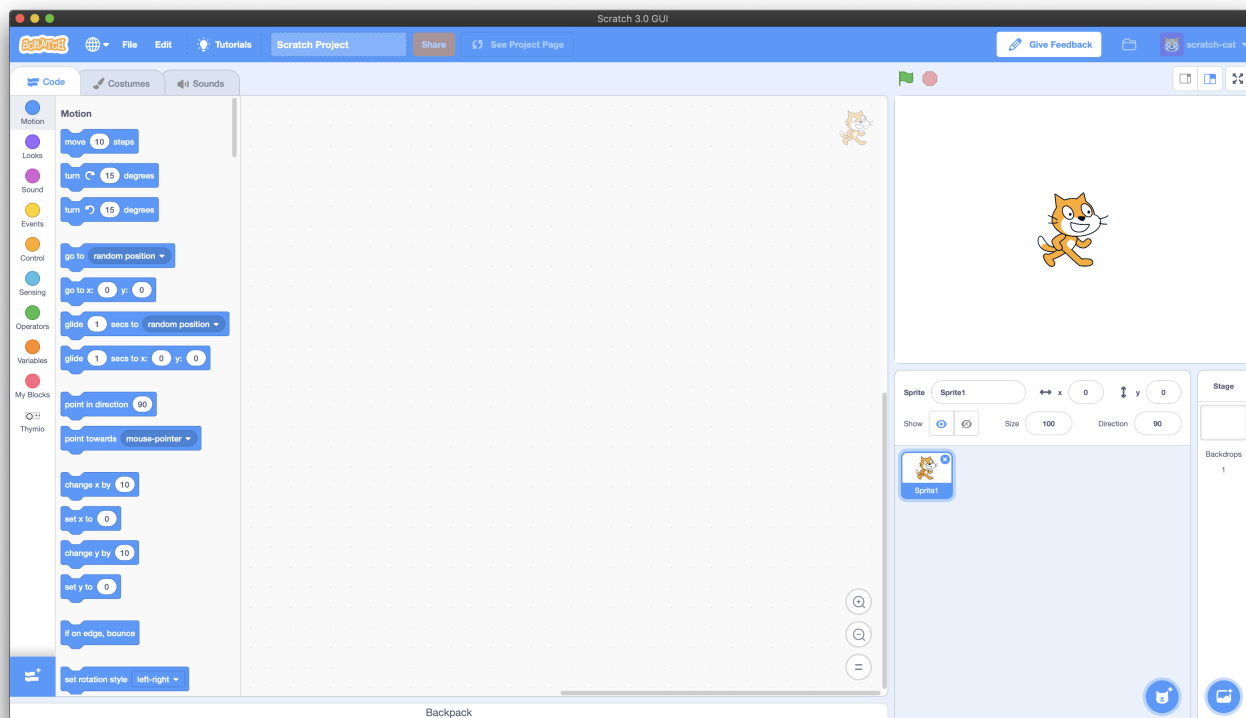 Scratch 3.0 GUI
SCRATCH File Edit Tutorials Scratch Project Share See Project Page Give Feedback scratch-cat
Code Costumes Sounds
Motion
Looks
Sound
Events
Control
Sensing
Operators
Variables
My Blocks
Thymio
Motion
move 10 steps
turn 15 degrees
turn 15 degrees
go to random position
go to x: 0 y: 0
glide 1 secs to random position
glide 1 secs to x: 0 y: 0
point in direction 90
point towards mouse-pointer
change x by 10
set x to 0
change y by 10
set y to 0
if on edge, bounce
set rotation style left-right
Backpack
Sprite Sprite1 x 0 y 0
Show Size 100 Direction 90
Sprite1
Stage
Backdrops
1